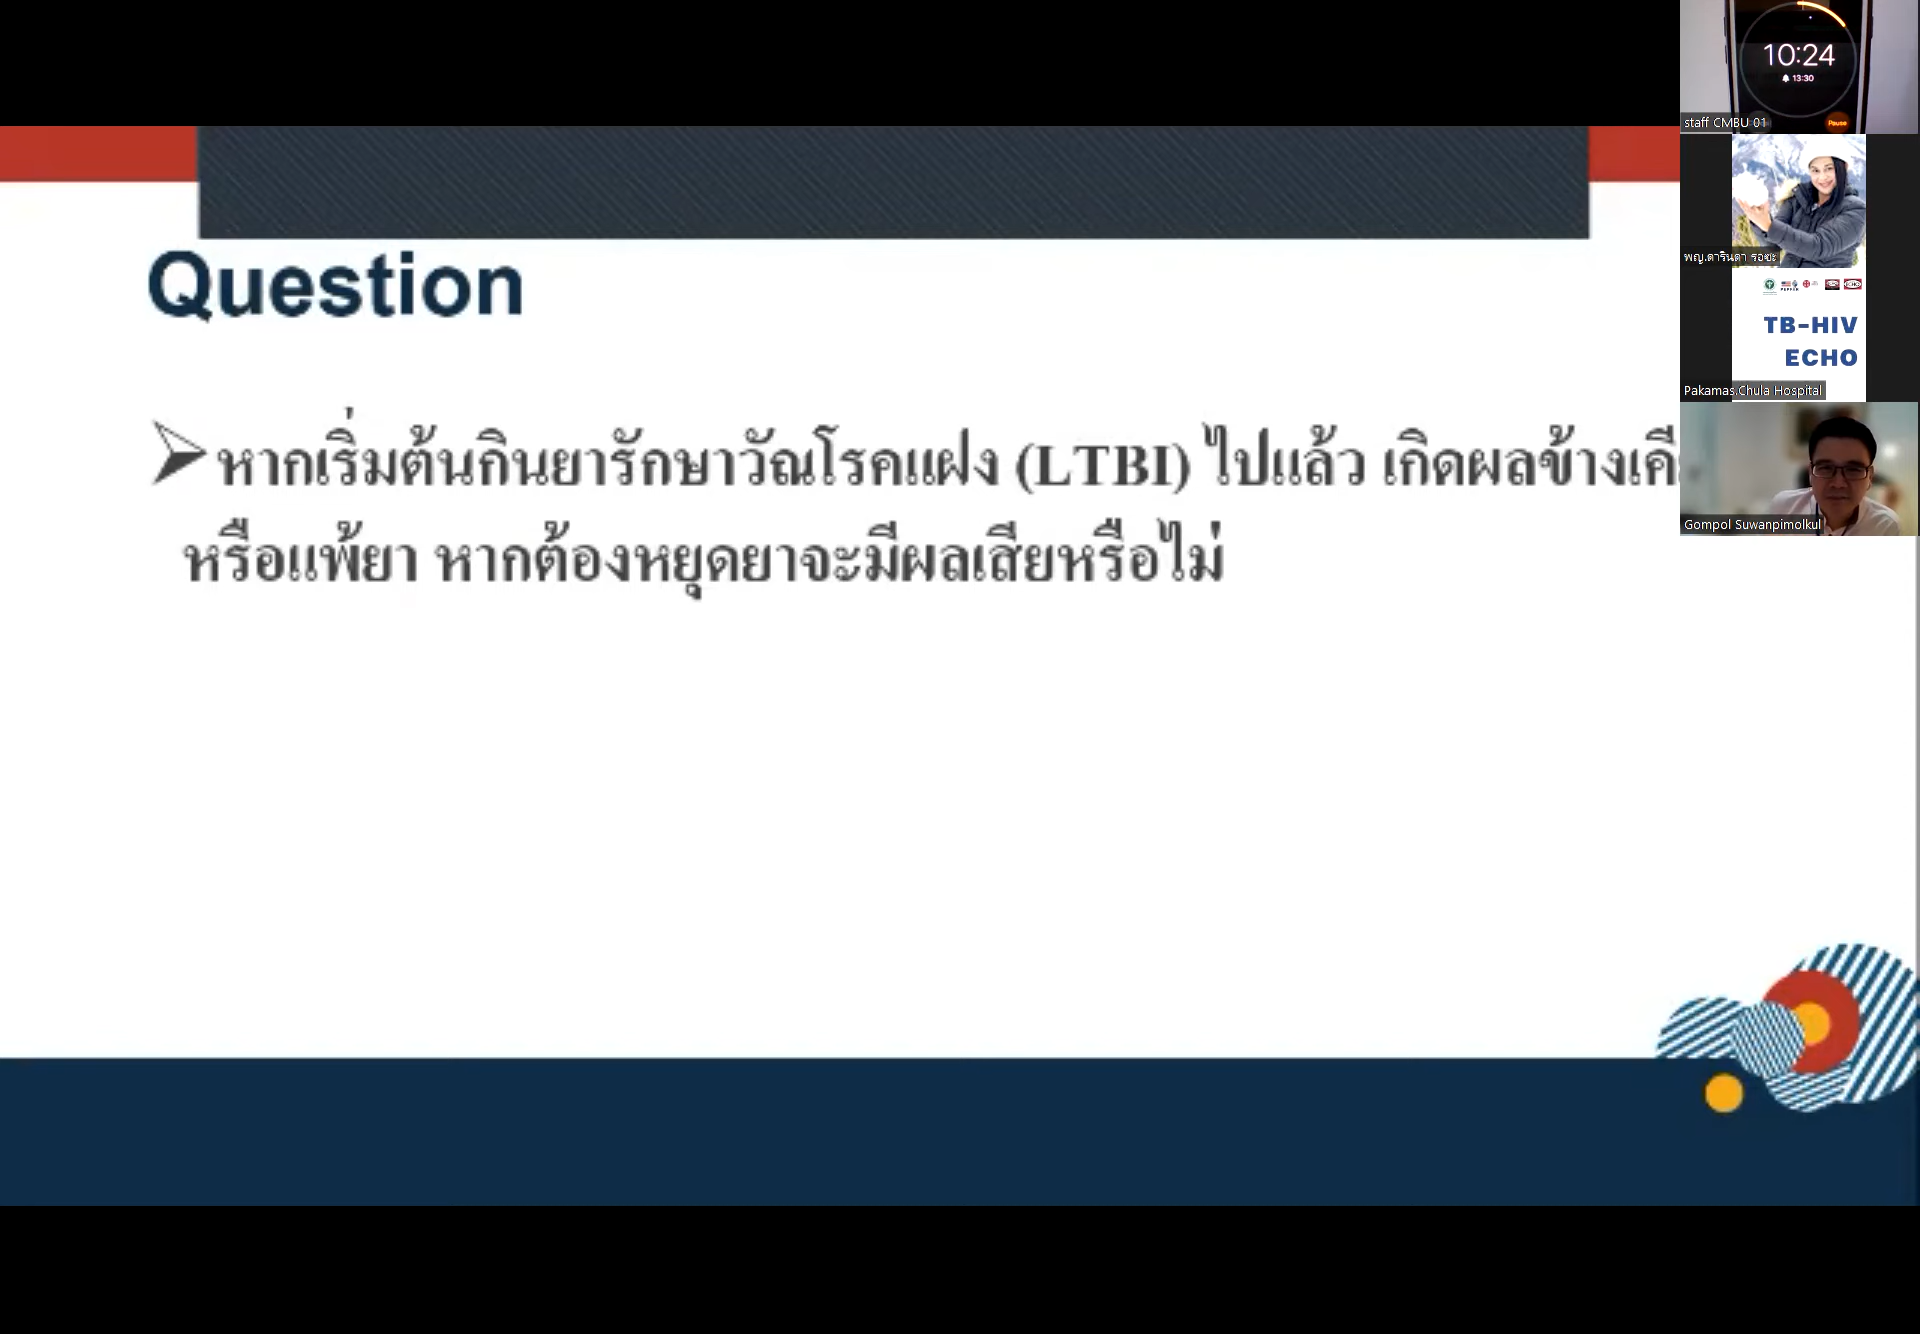 10:24
13:30
Pause
staff CMBU 01
Question
พญ.ดารินดา รอซะ
TB-HIV
ECHO
Pakamas.Chula Hospital
➢หากเริ่มต้นกินยารักษาวัณโรคแฝง (LTBI) ไปแล้ว เกิดผลข้างเคี
หรือแพ้ยา หากต้องหยุดยาจะมีผลเสียหรือไม่
Gompol Suwanpimolkul